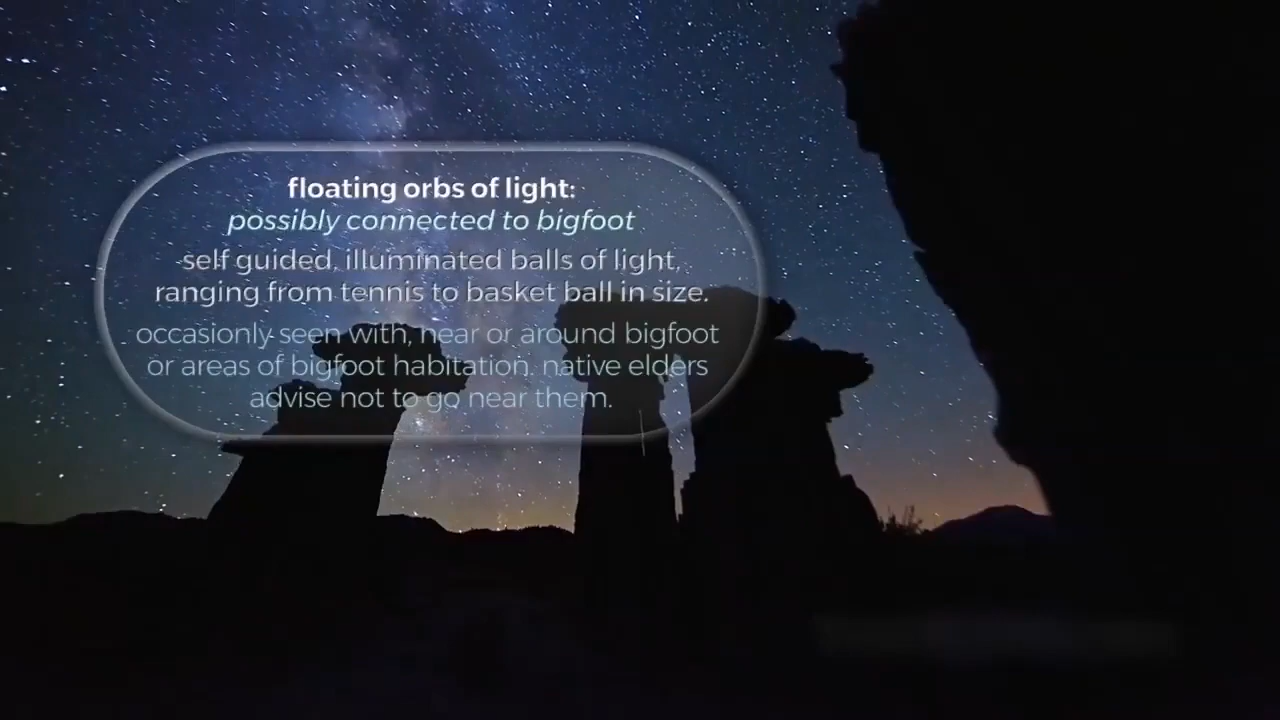 floating orbs of light:
possibly connected to bigfoot
self guided, illuminated balls of light,
ranging from tennis to basket ball in size.
occasionly seen with, near or around bigfoot
or areas of bigfoot habitation. native elders
advise not to go near them.